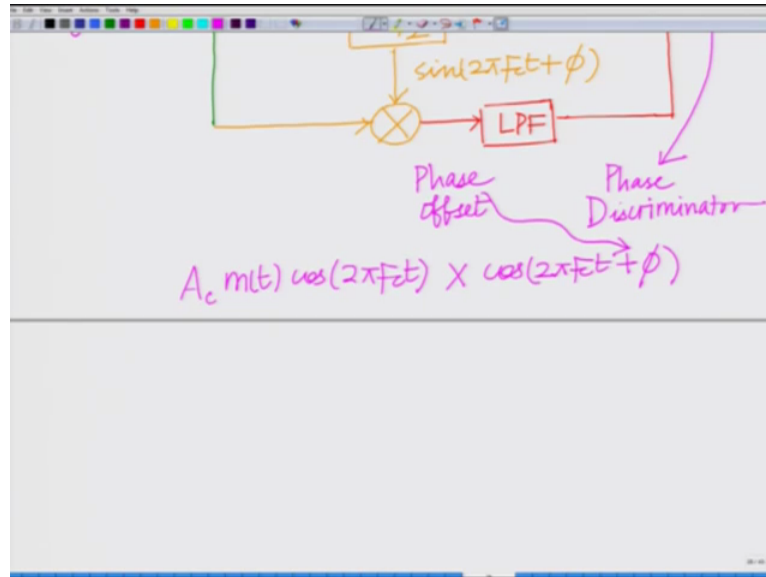 sin(2πFct+ϕ)
LPF
Phase
Offset
Phase
Discriminator
Ac m(t) cos(2πFct) X cos(2πFct+ϕ)